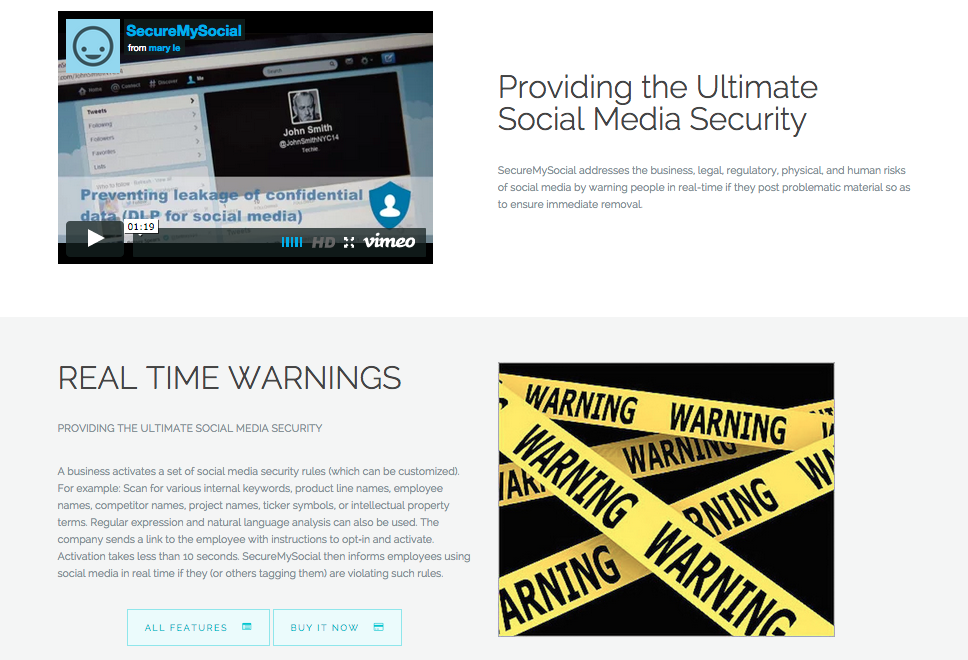 SecureMySocial
from mary le
Home
Connect
Discover
Me
Search
Tweets
Following
Followers
Favorites
Lists
John Smith
@JohnSmithNYC14
Techie.
Preventing leakage of confidential
data (DLP for social media)
01:19
HD
vimeo
Providing the Ultimate
Social Media Security
SecureMySocial addresses the business, legal, regulatory, physical, and human risks
of social media by warning people in real-time if they post problematic material so as
to ensure immediate removal.
REAL TIME WARNINGS
PROVIDING THE ULTIMATE SOCIAL MEDIA SECURITY
A business activates a set of social media security rules (which can be customized).
For example: Scan for various internal keywords, product line names, employee
names, competitor names, project names, ticker symbols, or intellectual property
terms. Regular expression and natural language analysis can also be used. The
company sends a link to the employee with instructions to opt-in and activate.
Activation takes less than 10 seconds. SecureMySocial then informs employees using
social media in real time if they (or others tagging them) are violating such rules.
ALL FEATURES
BUY IT NOW
WARNING WARNING
WARNING
WARNING
WARNING
ARNING
WARNING